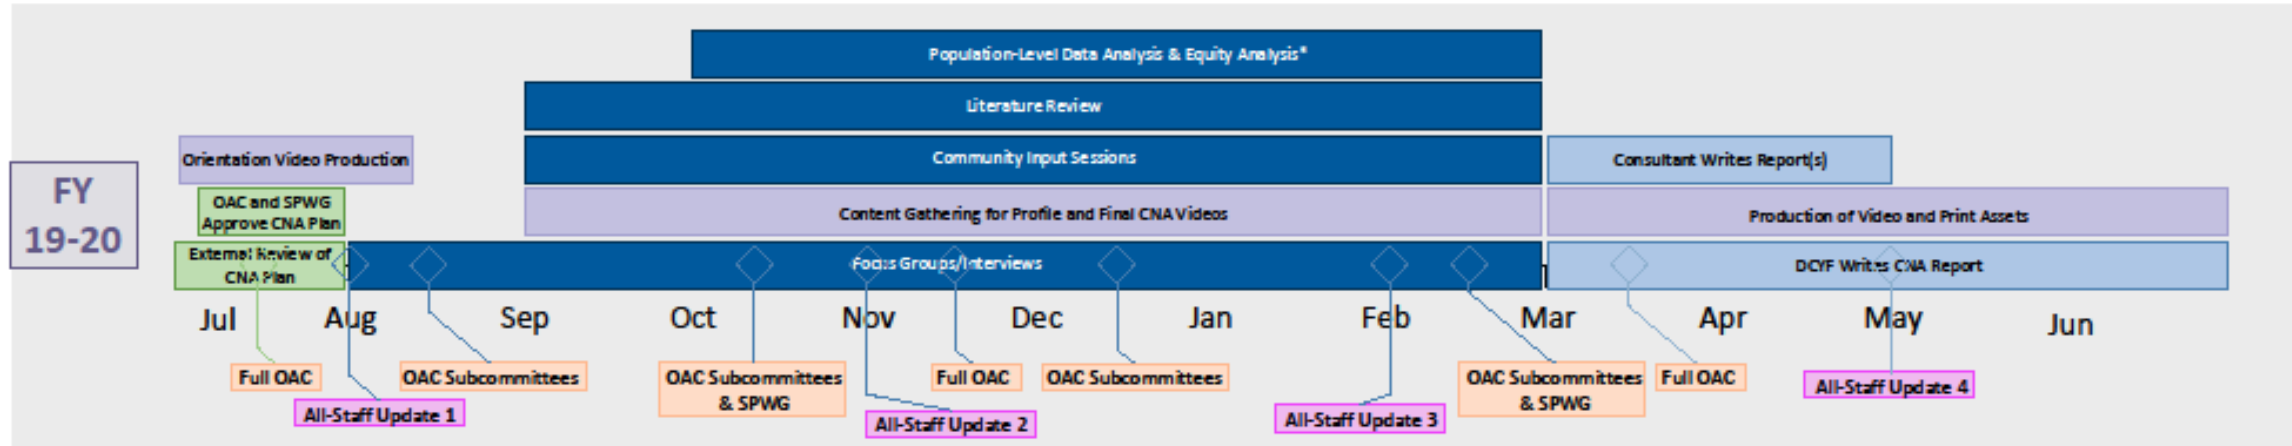 Population-Level Data Analysis & Equity Analysis*
Literature Review
Orientation Video Production
Community Input Sessions
Consultant Writes Report(s)
FY
19-20
OAC and SPWG
Approve CNA Plan
Content Gathering for Profile and Final CNA Videos
Production of Video and Print Assets
External Review of
CNA Plan
Focus Groups/Interviews
DCYF Writes CNA Report
Jul
Aug
Sep
Oct
Nov
Dec
Jan
Feb
Mar
Apr
May
Jun
Full OAC
OAC Subcommittees
OAC Subcommittees
& SPWG
Full OAC
OAC Subcommittees
OAC Subcommittees
& SPWG
Full OAC
All-Staff Update 1
All-Staff Update 2
All-Staff Update 3
All-Staff Update 4